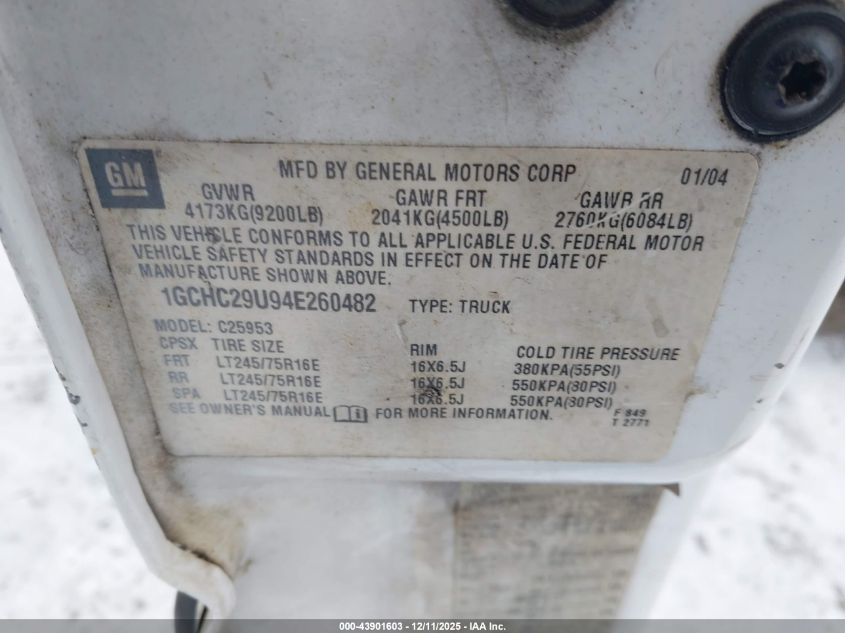 GM
MFD BY GENERAL MOTORS CORP 01/04
GVWR GAWR FRT GAWR RR
4173KG(9200LB) 2041KG(4500LB) 2760KG(6084LB)
THIS VEHICLE CONFORMS TO ALL APPLICABLE U.S. FEDERAL MOTOR
VEHICLE SAFETY STANDARDS IN EFFECT ON THE DATE OF
MANUFACTURE SHOWN ABOVE.
1GCHC29U94E260482 TYPE: TRUCK
MODEL: C25953
CPSX TIRE SIZE RIM COLD TIRE PRESSURE
FRT LT245/75R16E 16X6.5J 380KPA(55PSI)
RR LT245/75R16E 16X6.5J 550KPA(80PSI)
SPA LT245/75R16E 16X6.5J 550KPA(80PSI)
SEE OWNER'S MANUAL FOR MORE INFORMATION.
F 849
T 2771
000-43901603 - 12/11/2025 - IAA Inc.